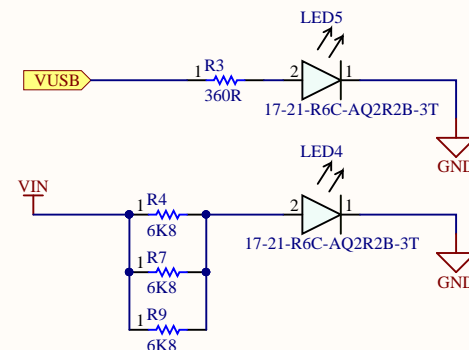 LED5
VUSB
1 R3
360R
2 1
17-21-R6C-AQ2R2B-3T
GND
LED4
VIN
1 R4
6K8
2 1
17-21-R6C-AQ2R2B-3T
GND
1 R7
6K8
1 R9
6K8